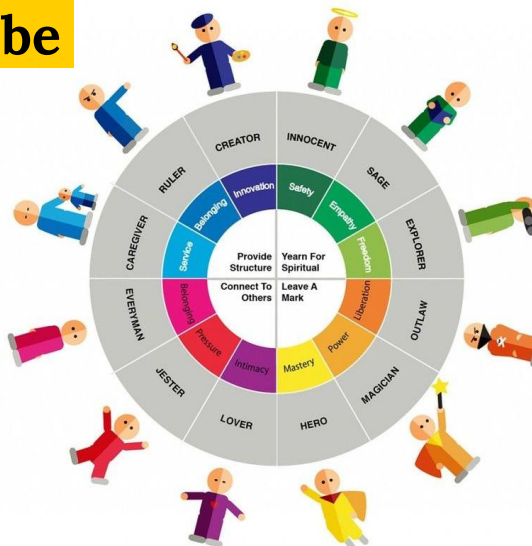 be
CREATOR
INNOCENT
SAGE
EXPLORER
OUTLAW
MAGICIAN
HERO
LOVER
JESTER
EVERYMAN
CAREGIVER
RULER
Innovation
Safety
Empathy
Freedom
Liberation
Power
Mastery
Intimacy
Pressure
Belonging
Service
Belonging
Provide
Structure
Yearn For
Spiritual
Connect To
Others
Leave A
Mark